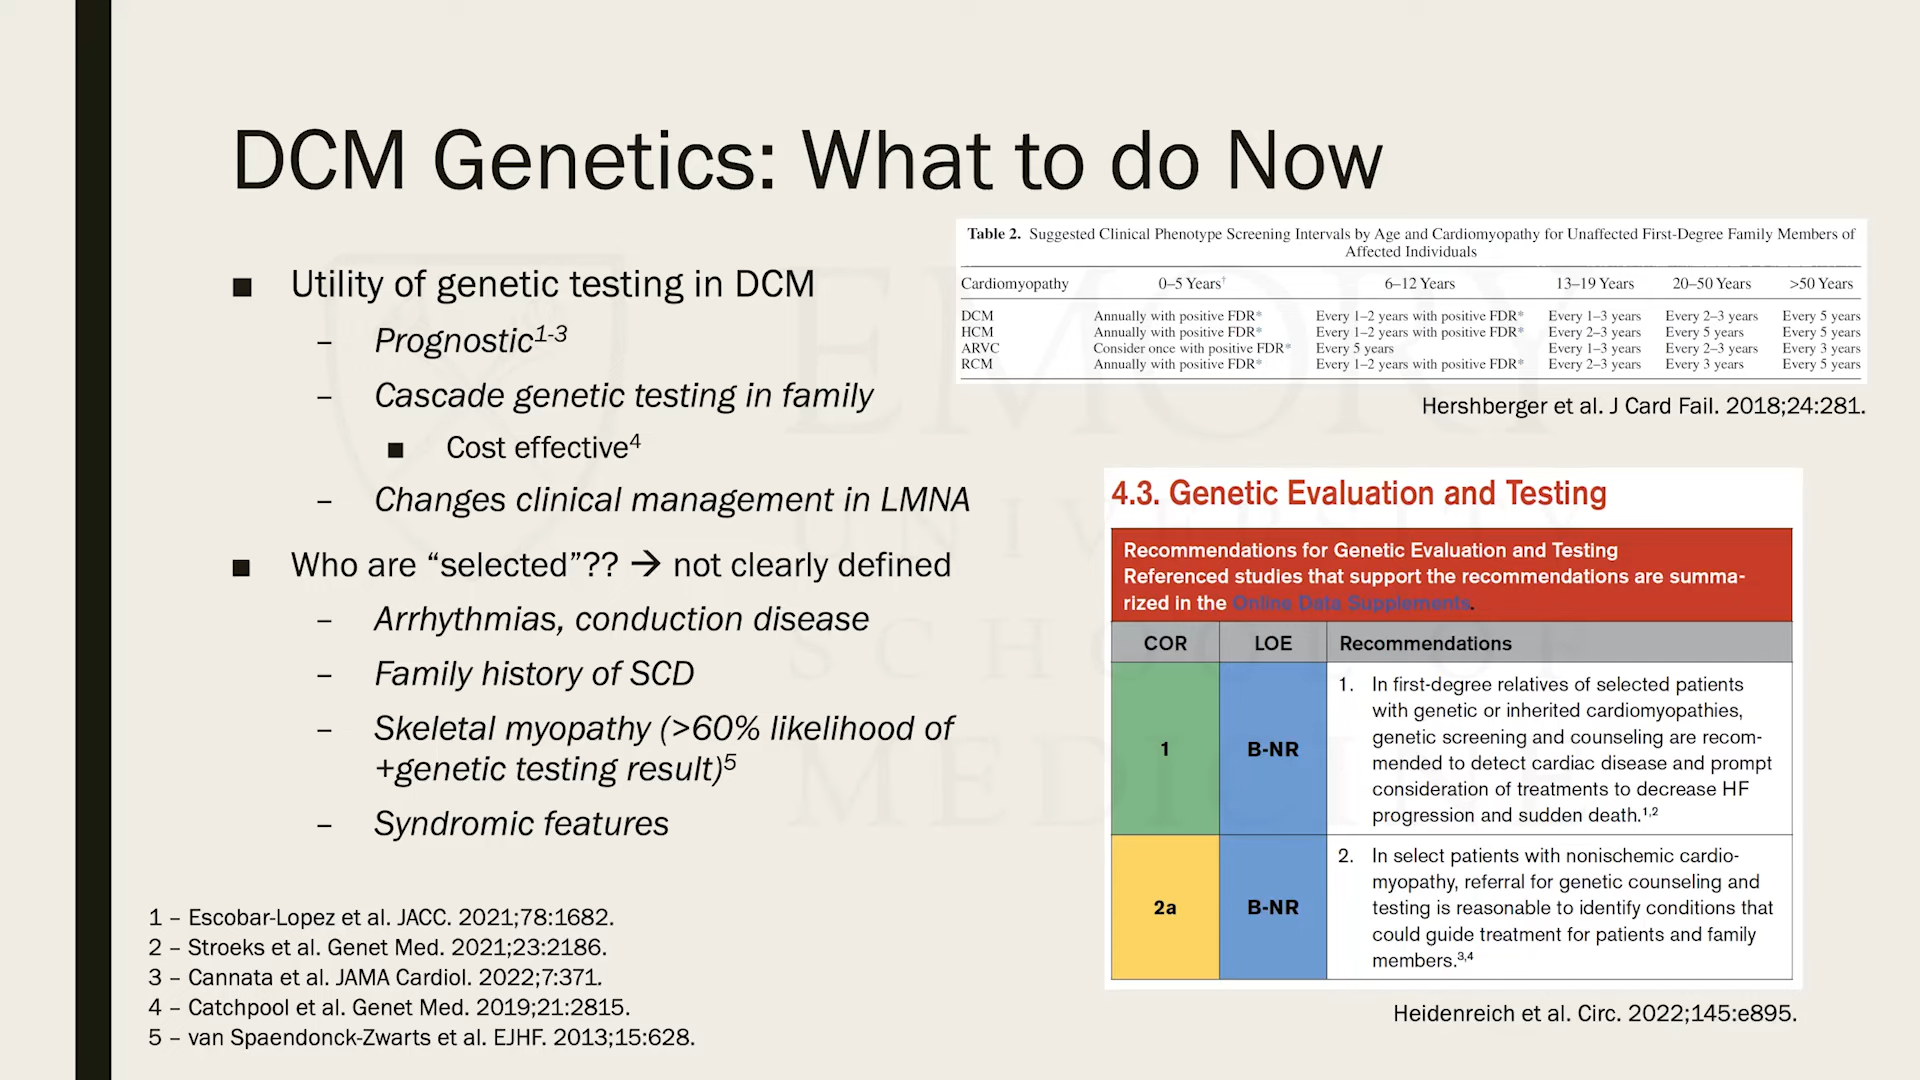 DCM Genetics: What to do Now
■ Utility of genetic testing in DCM
– Prognostic1-3
– Cascade genetic testing in family
■ Cost effective4
– Changes clinical management in LMNA
■ Who are “selected”?? → not clearly defined
– Arrhythmias, conduction disease
– Family history of SCD
– Skeletal myopathy (>60% likelihood of
+genetic testing result)5
– Syndromic features
1 – Escobar-Lopez et al. JACC. 2021;78:1682.
2 – Stroeks et al. Genet Med. 2021;23:2186.
3 – Cannata et al. JAMA Cardiol. 2022;7:371.
4 – Catchpool et al. Genet Med. 2019;21:2815.
5 – van Spaendonck-Zwarts et al. EJHF. 2013;15:628.
Table 2. Suggested Clinical Phenotype Screening Intervals by Age and Cardiomyopathy for Unaffected First-Degree Family Members of
Affected Individuals
Cardiomyopathy 0–5 Years† 6–12 Years 13–19 Years 20–50 Years >50 Years
DCM Annually with positive FDR* Every 1–2 years with positive FDR* Every 1–3 years Every 2–3 years Every 5 years
HCM Annually with positive FDR* Every 1–2 years with positive FDR* Every 2–3 years Every 5 years Every 5 years
ARVC Consider once with positive FDR* Every 5 years Every 1–3 years Every 2–3 years Every 3 years
RCM Annually with positive FDR* Every 1–2 years with positive FDR* Every 2–3 years Every 3 years Every 5 years
Hershberger et al. J Card Fail. 2018;24:281.
4.3. Genetic Evaluation and Testing
Recommendations for Genetic Evaluation and Testing
Referenced studies that support the recommendations are summa-
rized in the Online Data Supplements.
COR LOE Recommendations
1 B-NR 1. In first-degree relatives of selected patients
with genetic or inherited cardiomyopathies,
genetic screening and counseling are recom-
mended to detect cardiac disease and prompt
consideration of treatments to decrease HF
progression and sudden death.1,2
2a B-NR 2. In select patients with nonischemic cardio-
myopathy, referral for genetic counseling and
testing is reasonable to identify conditions that
could guide treatment for patients and family
members.3,4
Heidenreich et al. Circ. 2022;145:e895.
EMORY
UNIVERSITY
SCHOOL OF
MEDICINE